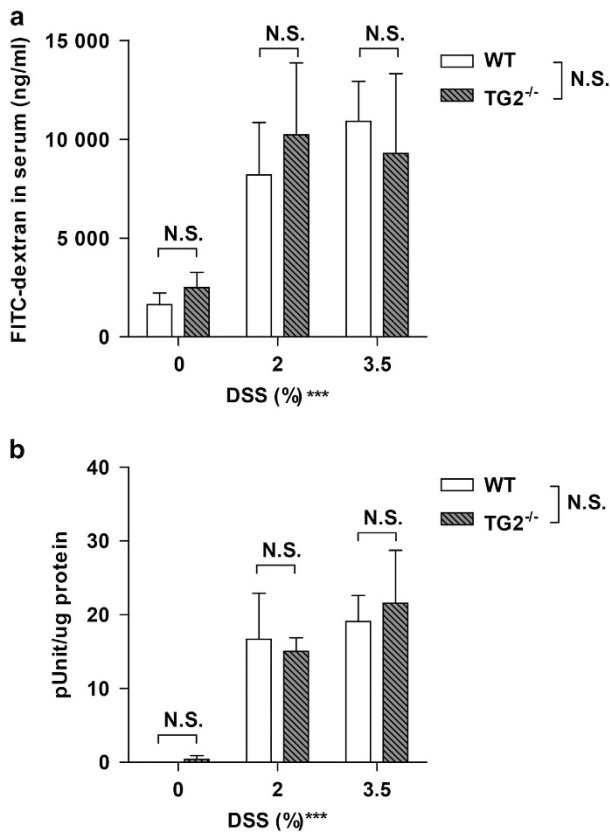 a
FITC-dextran in serum (ng/ml)
15 000
10 000
5 000
0
N.S.
N.S.
N.S.
0
2
3.5
DSS (%) ***
WT
TG2-/-
N.S.
b
pUnit/ug protein
40
30
20
10
0
N.S.
N.S.
N.S.
0
2
3.5
DSS (%)***
WT
TG2-/-
N.S.